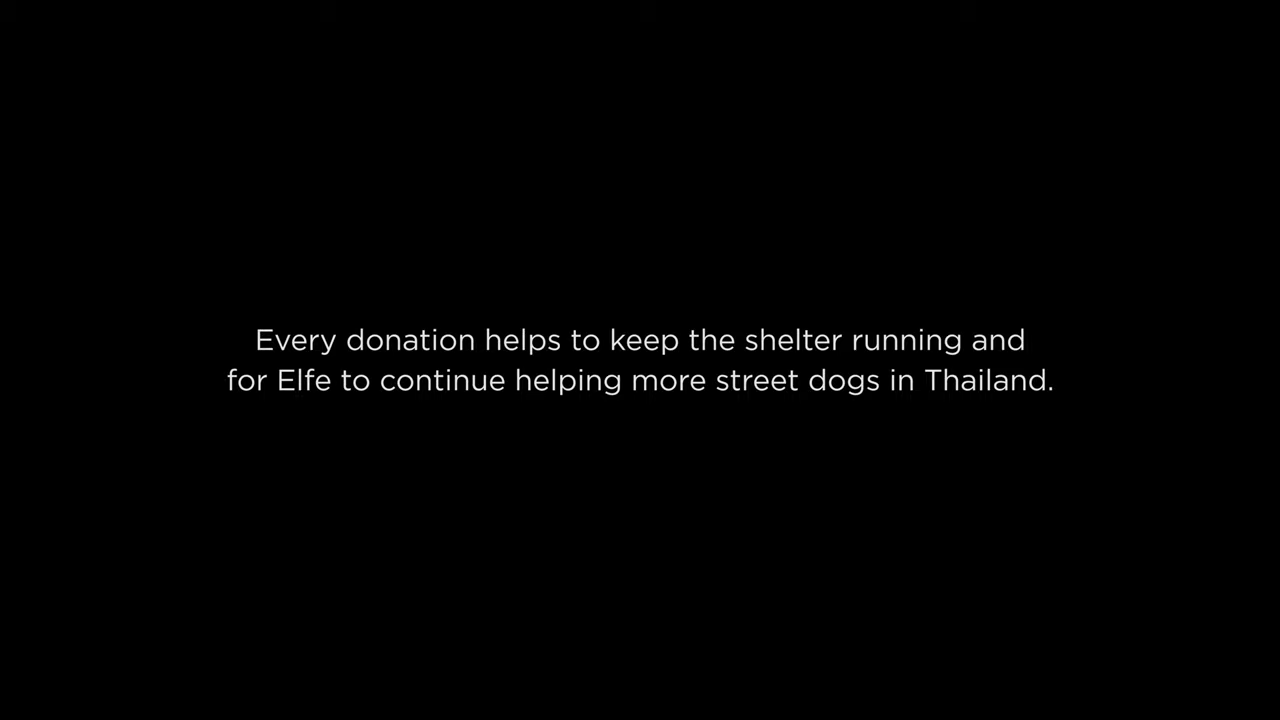 Every donation helps to keep the shelter running and
for Elfe to continue helping more street dogs in Thailand.